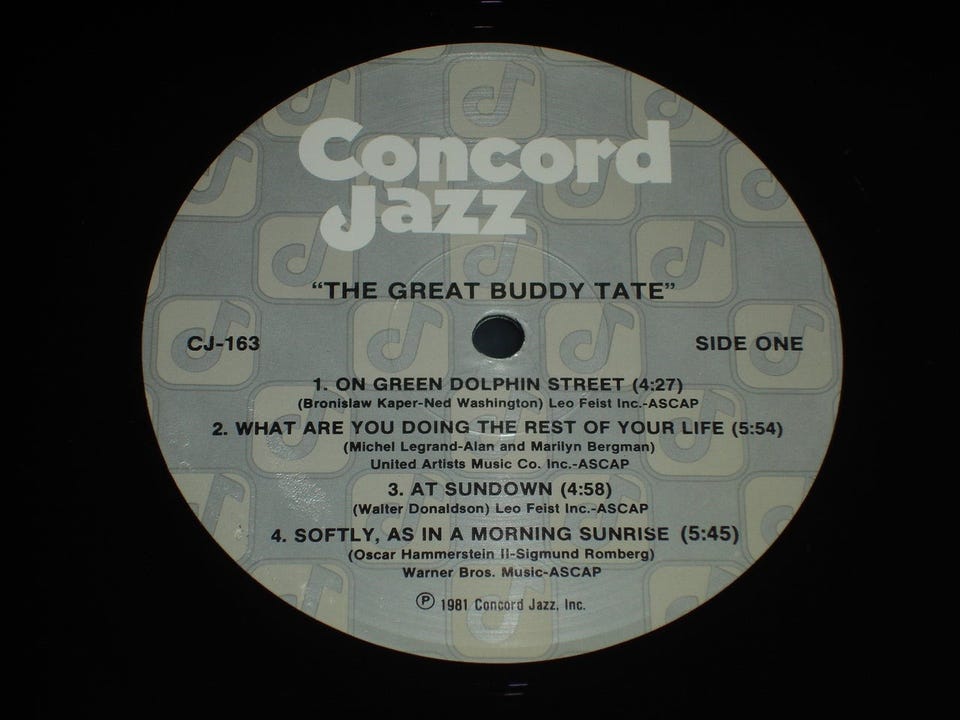 Concord
Jazz
"THE GREAT BUDDY TATE"
CJ-163
SIDE ONE
1. ON GREEN DOLPHIN STREET (4:27)
(Bronislaw Kaper-Ned Washington) Leo Feist Inc.-ASCAP
2. WHAT ARE YOU DOING THE REST OF YOUR LIFE (5:54)
(Michel Legrand-Alan and Marilyn Bergman)
United Artists Music Co. Inc.-ASCAP
3. AT SUNDOWN (4:58)
(Walter Donaldson) Leo Feist Inc.-ASCAP
4. SOFTLY, AS IN A MORNING SUNRISE (5:45)
(Oscar Hammerstein II-Sigmund Romberg)
Warner Bros. Music-ASCAP
℗ 1981 Concord Jazz, Inc.